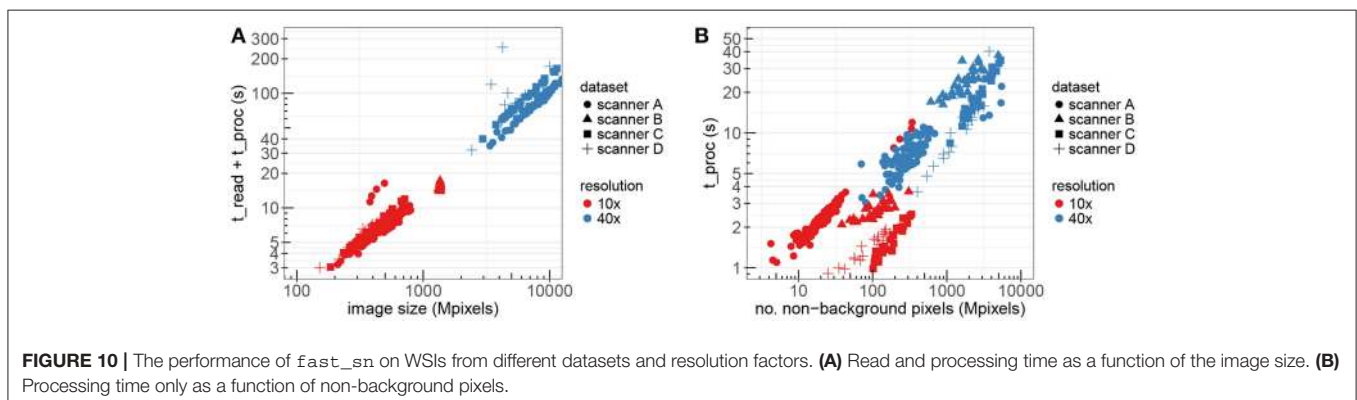 A
300
200
100
40
30
20
10
5
4
3
t_read + t_proc (s)
100
1000
10000
image size (Mpixels)
dataset
scanner A
scanner B
scanner C
scanner D
resolution
10x
40x
B
50
40
30
20
10
5
4
3
2
1
t_proc (s)
10
100
1000
10000
no. non-background pixels (Mpixels)
dataset
scanner A
scanner B
scanner C
scanner D
resolution
10x
40x
FIGURE 10 | The performance of fast_sn on WSIs from different datasets and resolution factors. (A) Read and processing time as a function of the image size. (B)
Processing time only as a function of non-background pixels.